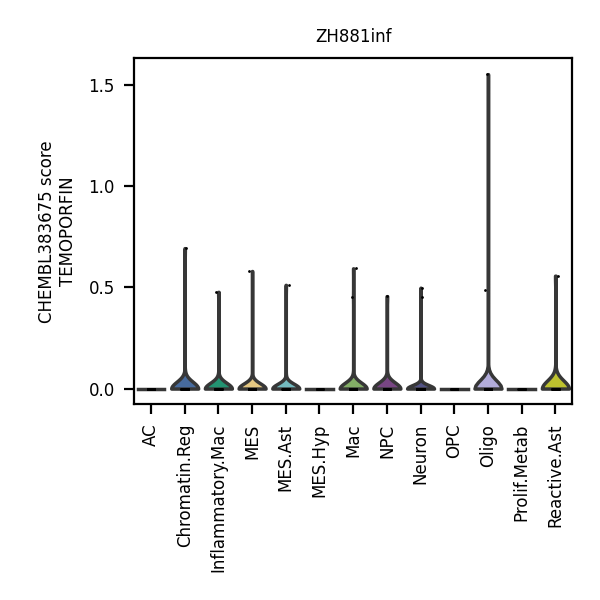 ZH881inf
CHEMBL383675 score
TEMOPORFIN
1.5
1.0
0.5
0.0
AC
Chromatin.Reg
Inflammatory.Mac
MES
MES.Ast
MES.Hyp
Mac
NPC
Neuron
OPC
Oligo
Prolif.Metab
Reactive.Ast